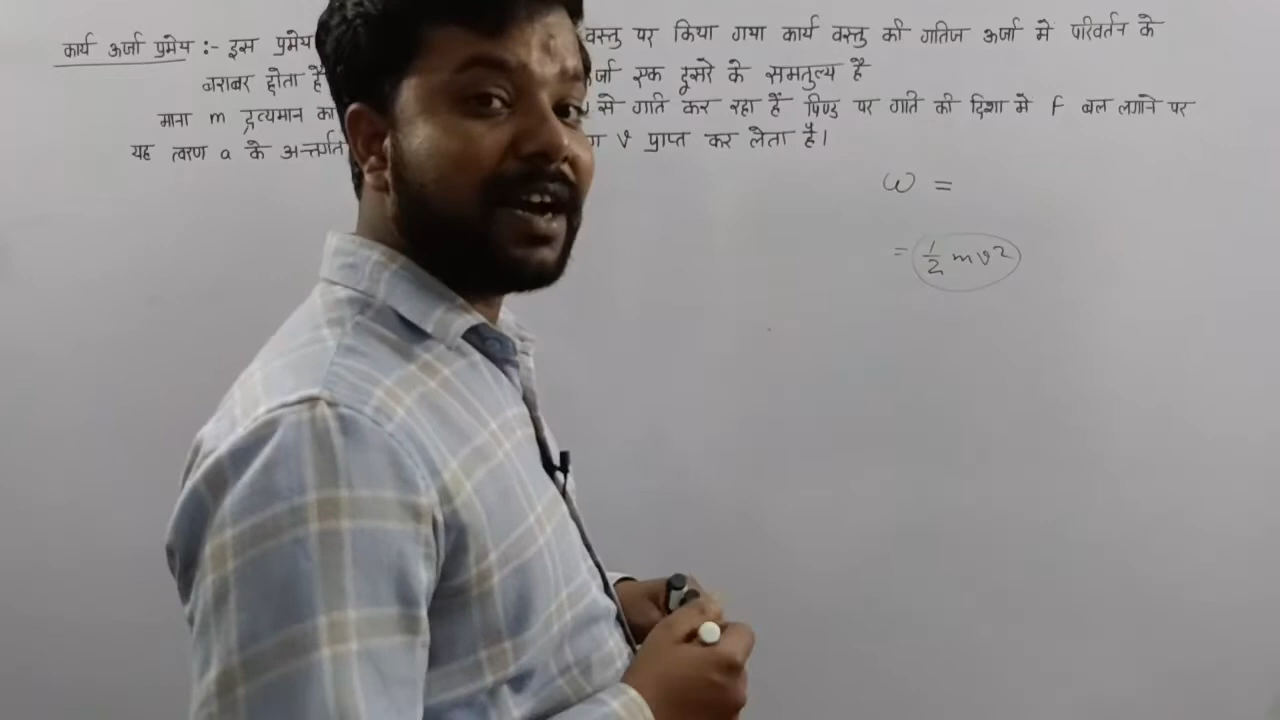 कार्य ऊर्जा प्रमेय :- इस प्रमेय वस्तु पर किया गया कार्य वस्तु की गतिज ऊर्जा में परिवर्तन के
बराबर होता है एक दूसरे के समतुल्य है
माना m द्रव्यमान का से गति कर रहा हैं पिण्ड पर गति की दिशा में F बल लगाने पर
यह त्वरण a के अन्तर्गत v प्राप्त कर लेता है।
W =
= 1/2 mv²